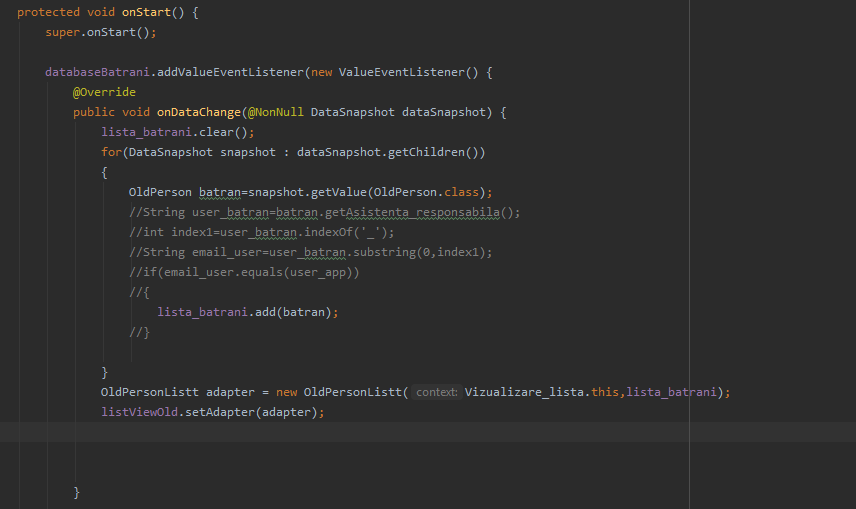 protected void onStart() {
super.onStart();
databaseBatrani.addValueEventListener(new ValueEventListener() {
@Override
public void onDataChange(@NonNull DataSnapshot dataSnapshot) {
lista_batrani.clear();
for(DataSnapshot snapshot : dataSnapshot.getChildren())
{
OldPerson batran=snapshot.getValue(OldPerson.class);
//String user_batran=batran.getAsistenta_responsabila();
//int index1=user_batran.indexOf('_');
//String email_user=user_batran.substring(0,index1);
//if(email_user.equals(user_app))
//{
lista_batrani.add(batran);
//}
}
OldPersonListt adapter = new OldPersonListt( context: Vizualizare_lista.this,lista_batrani);
listViewOld.setAdapter(adapter);
}